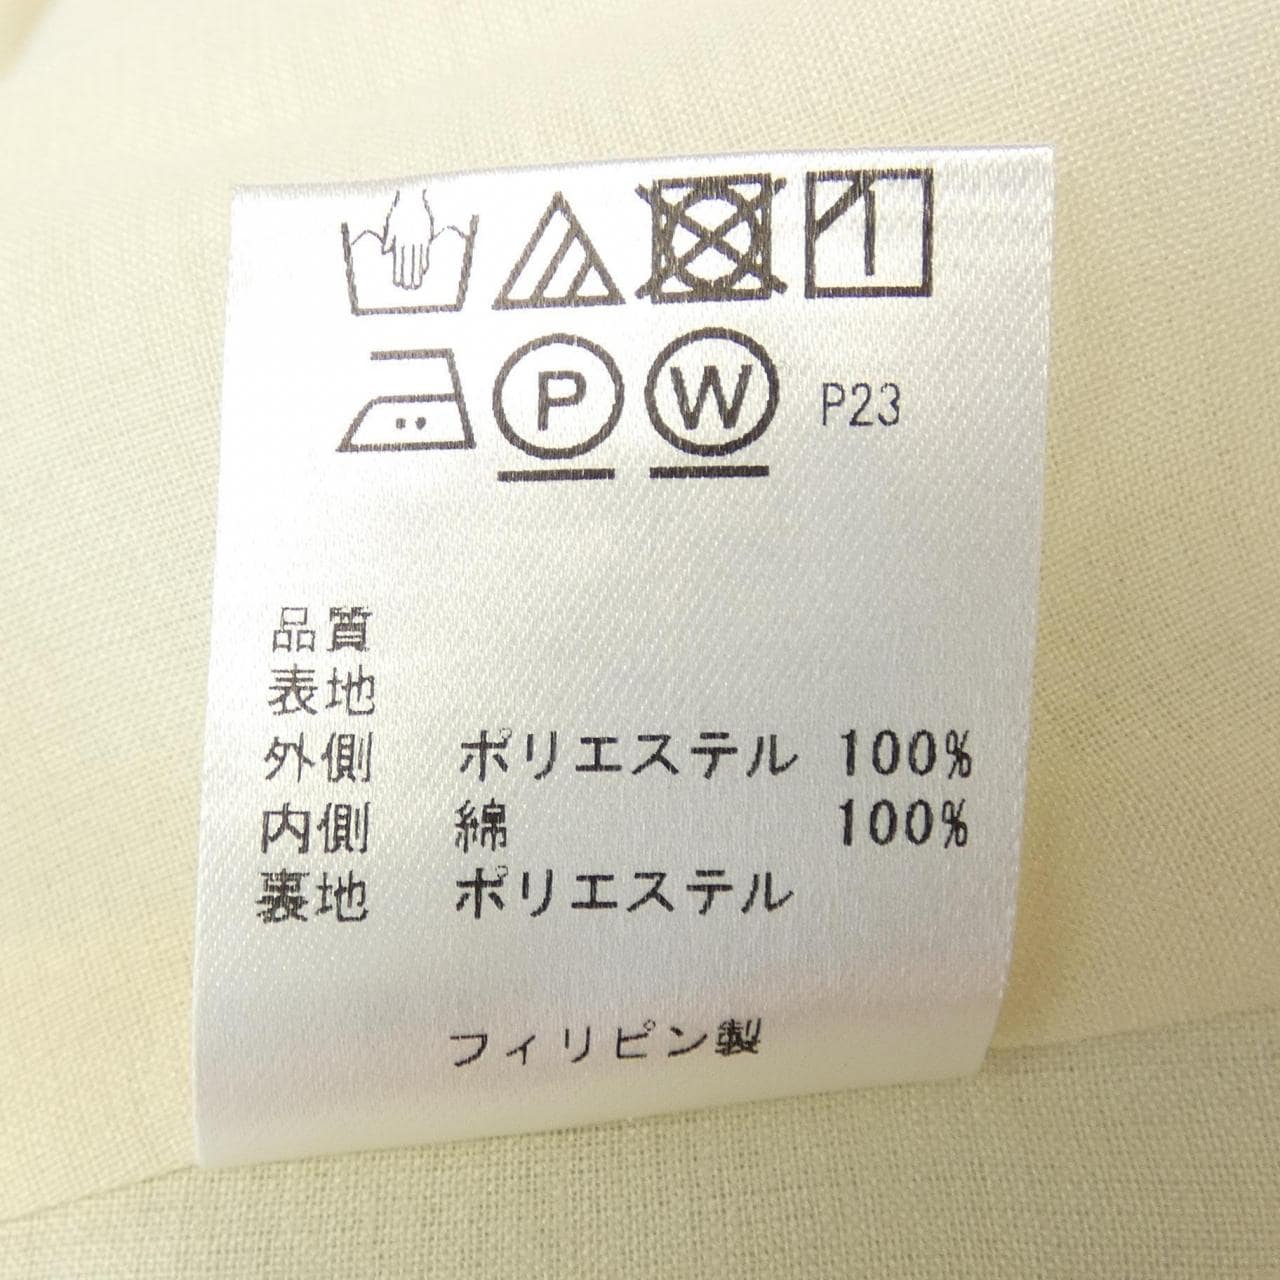 P W P23
品質
表地
外側 ポリエステル 100%
内側 綿 100%
裏地 ポリエステル
フィリピン製